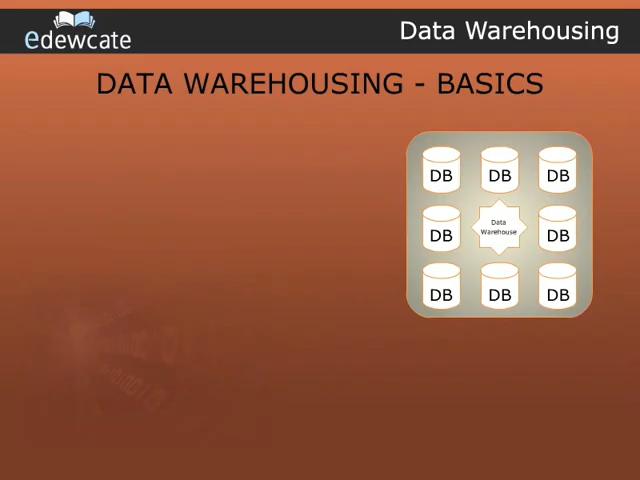 edewcate
Data Warehousing
DATA WAREHOUSING - BASICS
DB DB DB
DB Data Warehouse DB
DB DB DB